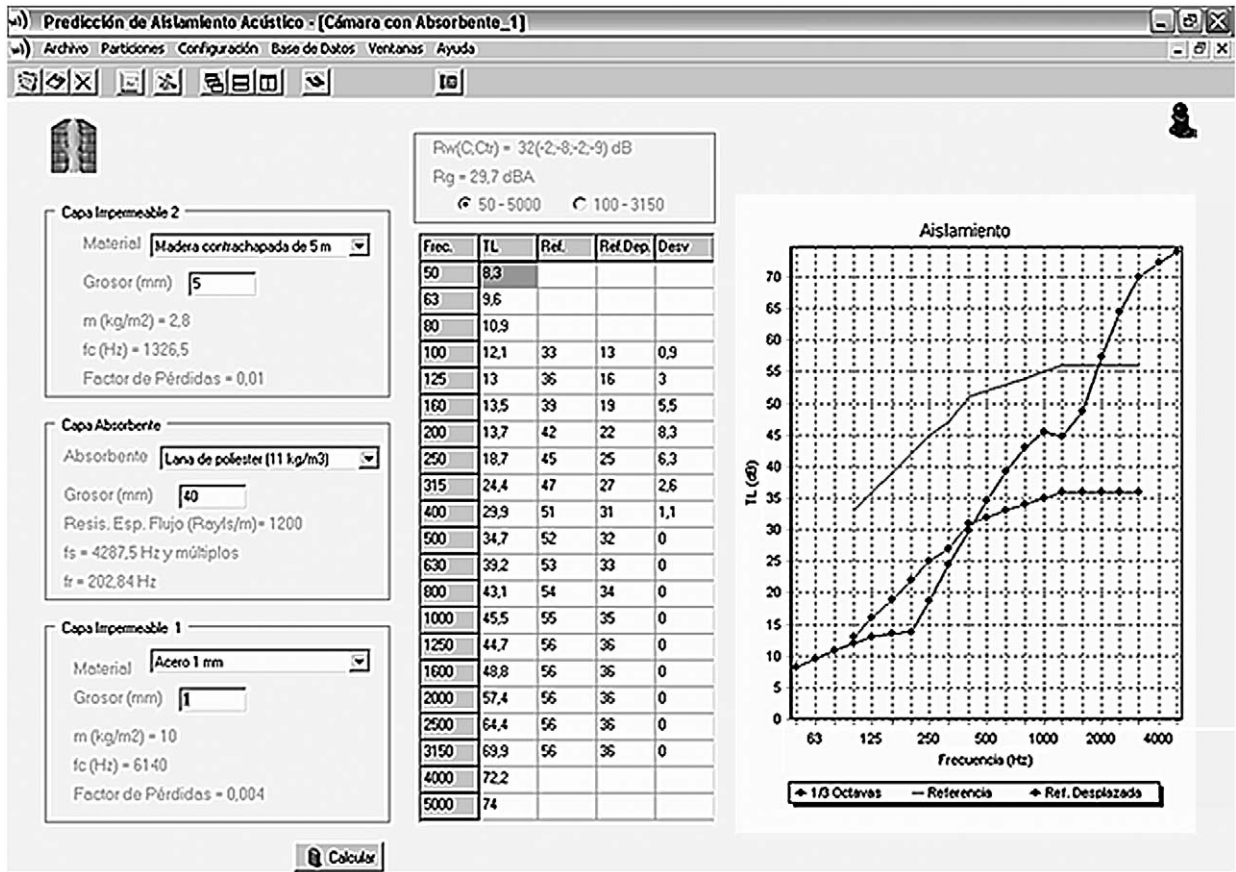 Predicción de Aislamiento Acústico - [Cámara con Absorbente_1]
Archivo Particiones Configuración Base de Datos Ventanas Ayuda
Capa Impermeable 2
Material Madera contrachapada de 5 m
Grosor (mm) 5
m (kg/m2) = 2,8
fc (Hz) = 1326,5
Factor de Pérdidas = 0,01
Capa Absorbente
Absorbente Lana de poliester (11 kg/m3)
Grosor (mm) 40
Resis. Esp. Flujo (Rayls/m)= 1200
fs = 4287,5 Hz y múltiplos
fr = 202,84 Hz
Capa Impermeable 1
Material Acero 1 mm
Grosor (mm) 1
m (kg/m2) = 10
fc (Hz) = 6140
Factor de Pérdidas = 0,004
Calcular
Rw(C,Ctr) = 32(-2;-8;-2;-9) dB
Rg = 29,7 dBA
50 - 5000 100 - 3150
Frec. TL Ref. Ref.Dep. Desv
50 8,3
63 9,6
80 10,9
100 12,1 33 13 0,9
125 13 36 16 3
160 13,5 39 19 5,5
200 13,7 42 22 8,3
250 18,7 45 25 6,3
315 24,4 47 27 2,6
400 29,9 51 31 1,1
500 34,7 52 32 0
630 39,2 53 33 0
800 43,1 54 34 0
1000 45,5 55 35 0
1250 44,7 56 36 0
1600 48,8 56 36 0
2000 57,4 56 36 0
2500 64,4 56 36 0
3150 69,9 56 36 0
4000 72,2
5000 74
Aislamiento
TL (dB)
70
65
60
55
50
45
40
35
30
25
20
15
10
5
0
63 125 250 500 1000 2000 4000
Frecuencia (Hz)
1/3 Octavas Referencia Ref. Desplazada